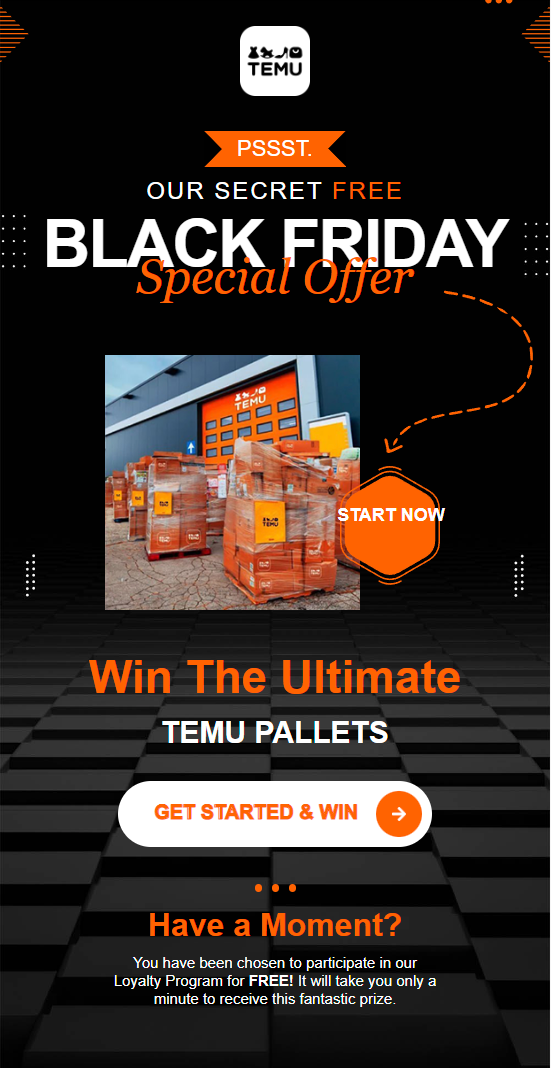 TEMU
PSSST.
OUR SECRET FREE
BLACK FRIDAY
Special Offer
TEMU
START NOW
Win The Ultimate
TEMU PALLETS
GET STARTED & WIN
Have a Moment?
You have been chosen to participate in our
Loyalty Program for FREE! It will take you only a
minute to receive this fantastic prize.